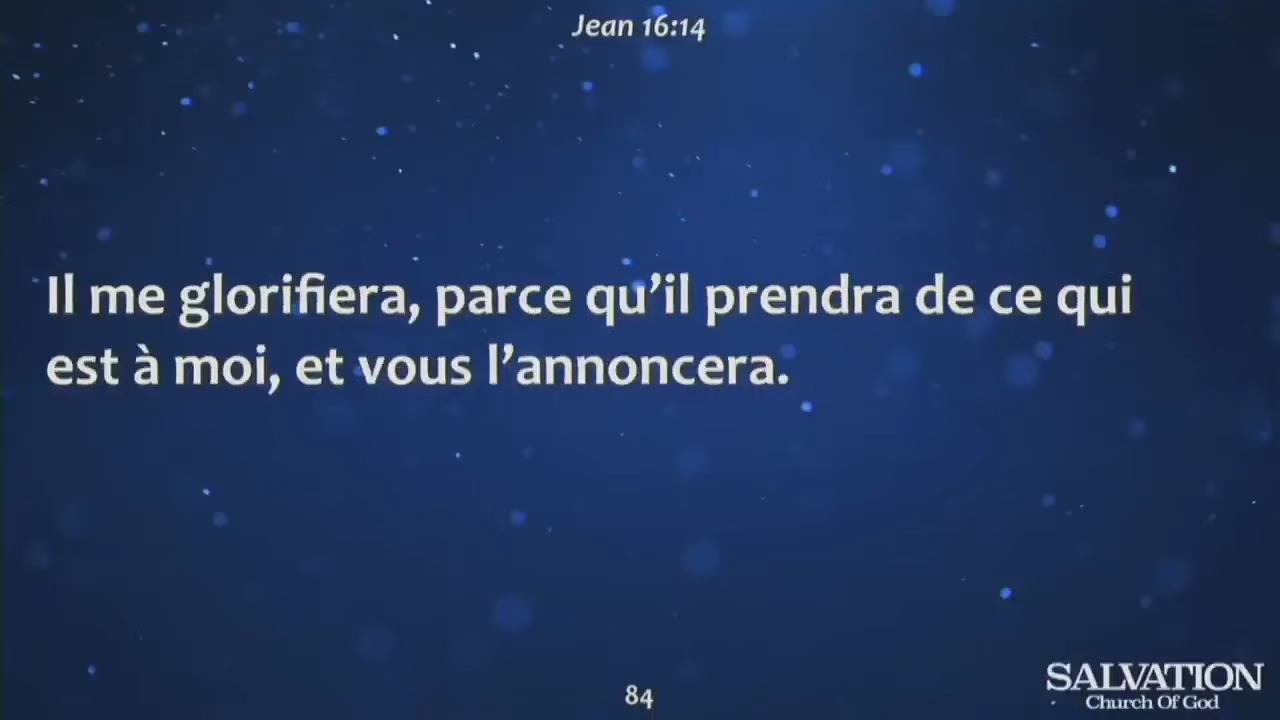 Jean 16:14
Il me glorifiera, parce qu’il prendra de ce qui
est à moi, et vous l’annoncera.
84
SALVATION
Church Of God